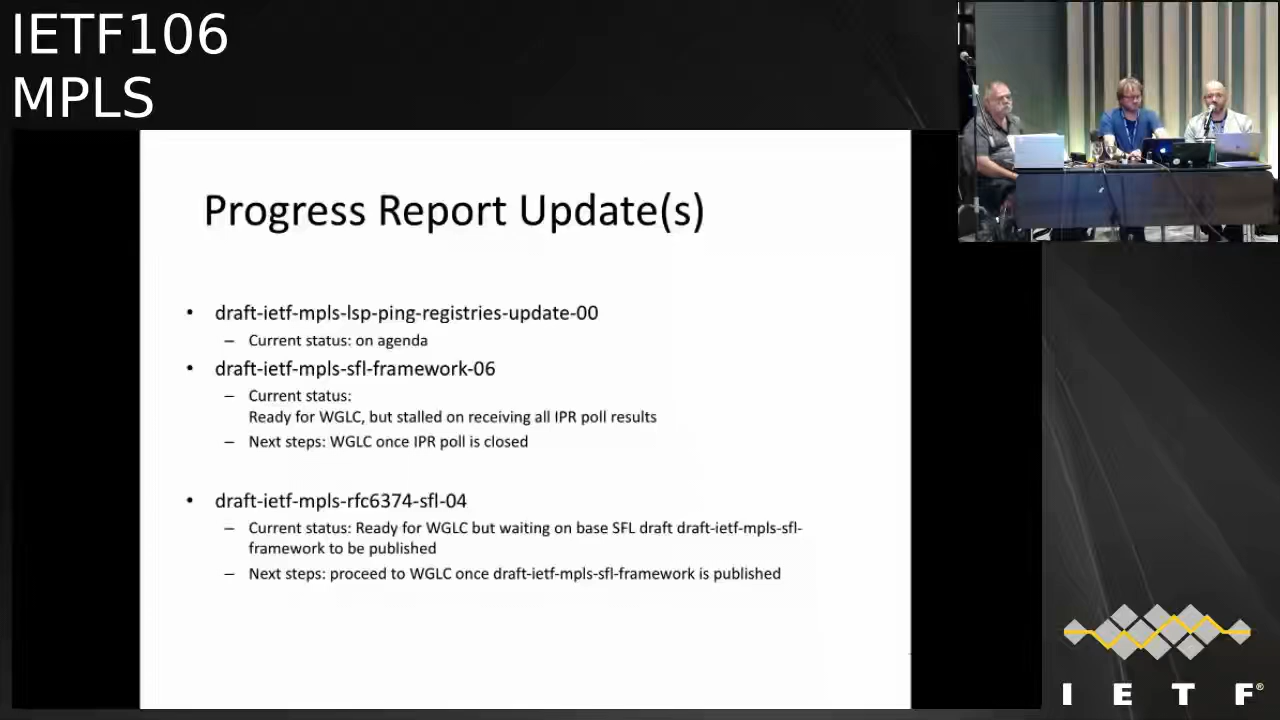 IETF106
MPLS
Progress Report Update(s)
• draft-ietf-mpls-lsp-ping-registries-update-00
– Current status: on agenda
• draft-ietf-mpls-sfl-framework-06
– Current status:
Ready for WGLC, but stalled on receiving all IPR poll results
– Next steps: WGLC once IPR poll is closed
• draft-ietf-mpls-rfc6374-sfl-04
– Current status: Ready for WGLC but waiting on base SFL draft draft-ietf-mpls-sfl-
framework to be published
– Next steps: proceed to WGLC once draft-ietf-mpls-sfl-framework is published
I E T F®